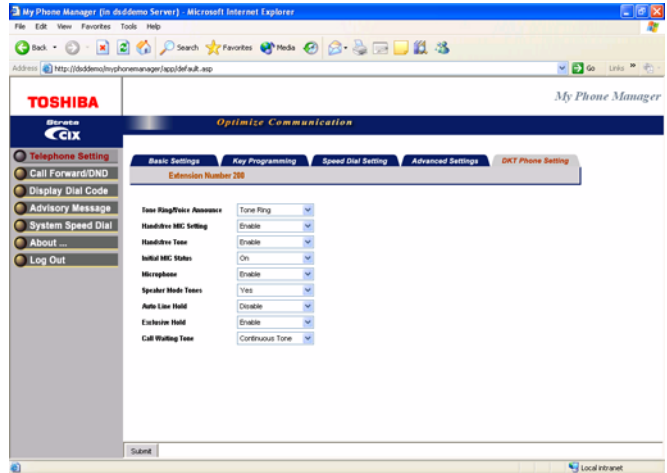 My Phone Manager (in dsddemo Server) - Microsoft Internet Explorer
File Edit View Favorites Tools Help
Back Search Favorites Media
Address http://dsddemo/myphonemanager/app/default.asp Go Links »
TOSHIBA
My Phone Manager
Strata
CIX
Optimize Communication
Telephone Setting
Call Forward/DND
Display Dial Code
Advisory Message
System Speed Dial
About ...
Log Out
Basic Settings Key Programming Speed Dial Setting Advanced Settings DKT Phone Setting
Extension Number 200
Tone Ring/Voice Announce Tone Ring
Handsfree MIC Setting Enable
Handsfree Tone Enable
Initial MIC Status On
Microphone Enable
Speaker Mode Tones Yes
Auto Line Hold Disable
Exclusive Hold Enable
Call Waiting Tone Continuous Tone
Submit
Local intranet